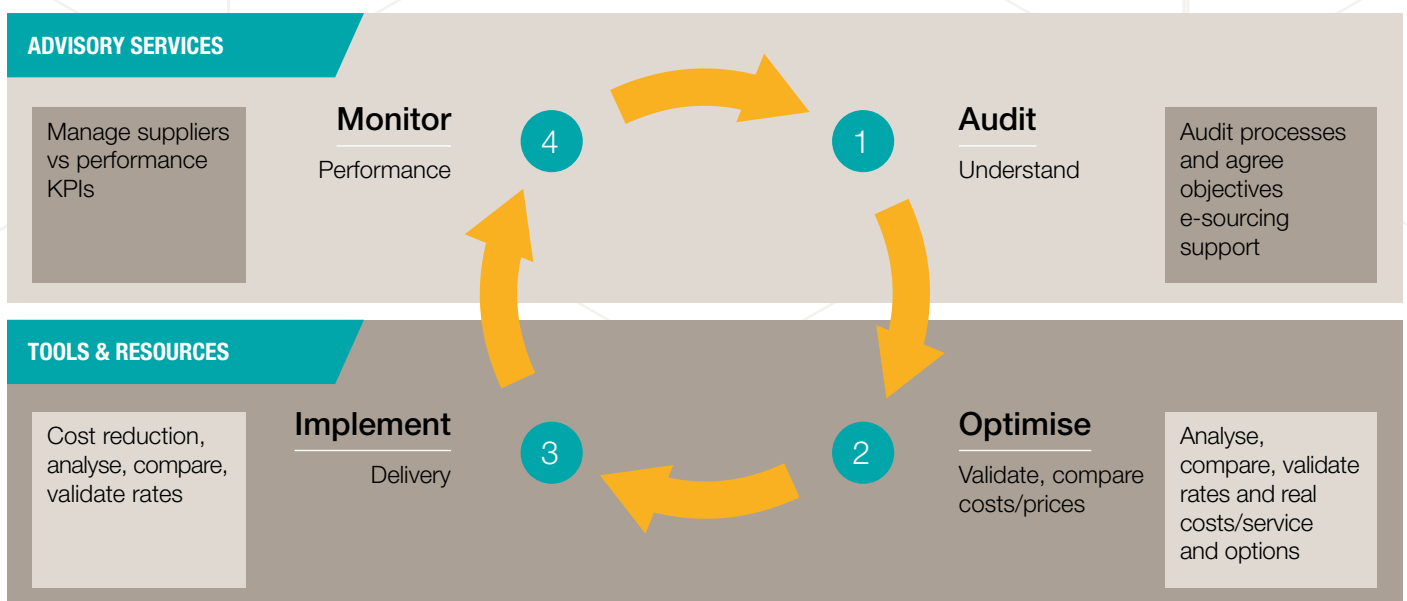 ADVISORY SERVICES
Manage suppliers
vs performance
KPIs
Monitor
Performance
4
1
Audit
Understand
Audit processes
and agree
objectives
e-sourcing
support
TOOLS & RESOURCES
Cost reduction,
analyse, compare,
validate rates
Implement
Delivery
3
2
Optimise
Validate, compare
costs/prices
Analyse,
compare, validate
rates and real
costs/service
and options